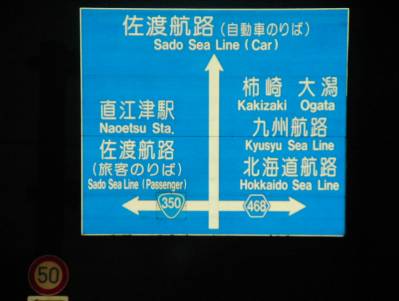 佐渡航路(自動車のりば)
Sado Sea Line (Car)
直江津駅
Naoetsu Sta.
佐渡航路
(旅客のりば)
Sado Sea Line (Passenger)
350
柿崎 大潟
Kakizaki Ogata
九州航路
Kyusyu Sea Line
北海道航路
Hokkaido Sea Line
468
50